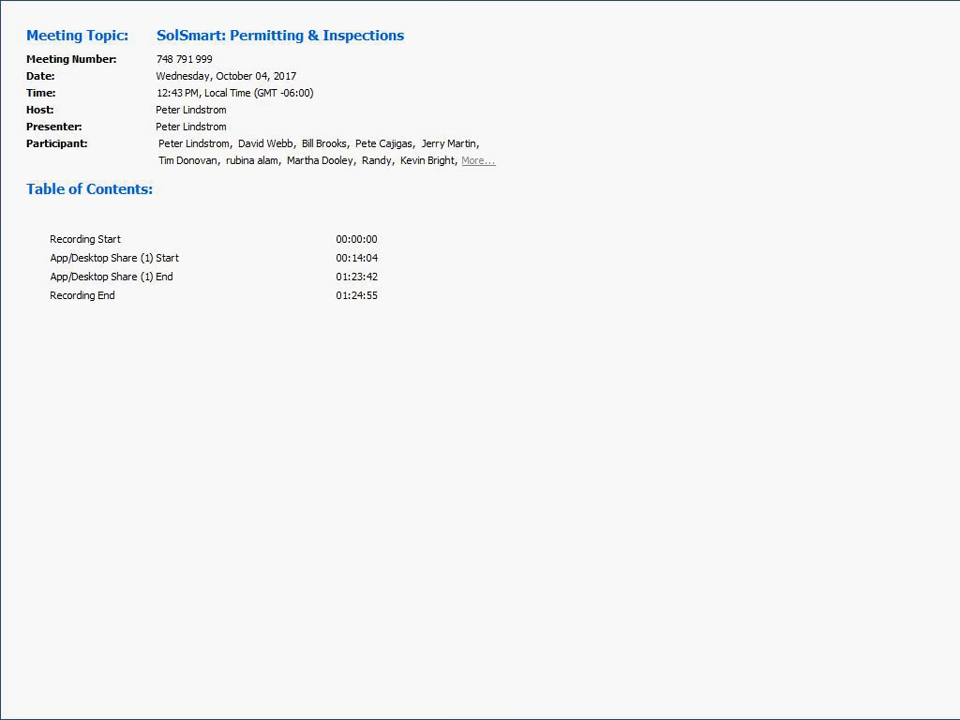 Meeting Topic: SolSmart: Permitting & Inspections
Meeting Number: 748 791 999
Date: Wednesday, October 04, 2017
Time: 12:43 PM, Local Time (GMT -06:00)
Host: Peter Lindstrom
Presenter: Peter Lindstrom
Participant: Peter Lindstrom, David Webb, Bill Brooks, Pete Cajigas, Jerry Martin,
Tim Donovan, rubina alam, Martha Dooley, Randy, Kevin Bright, More...
Table of Contents:
Recording Start 00:00:00
App/Desktop Share (1) Start 00:14:04
App/Desktop Share (1) End 01:23:42
Recording End 01:24:55